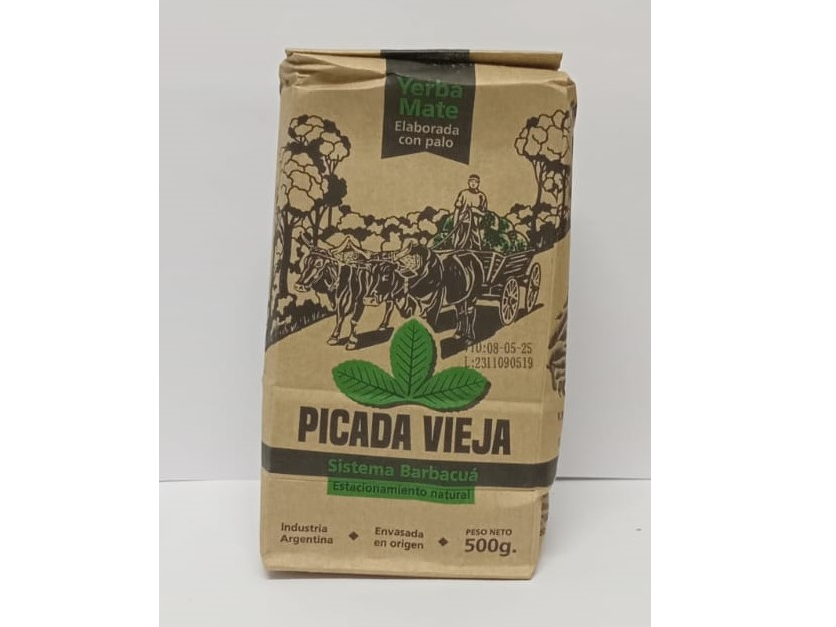 Yerba
Mate
Elaborada
con palo
:08-05-25
L:2311090519
PICADA VIEJA
Sistema Barbacuá
Estacionamiento natural
Industria
Argentina
Envasada
en origen
PESO NETO
500g.